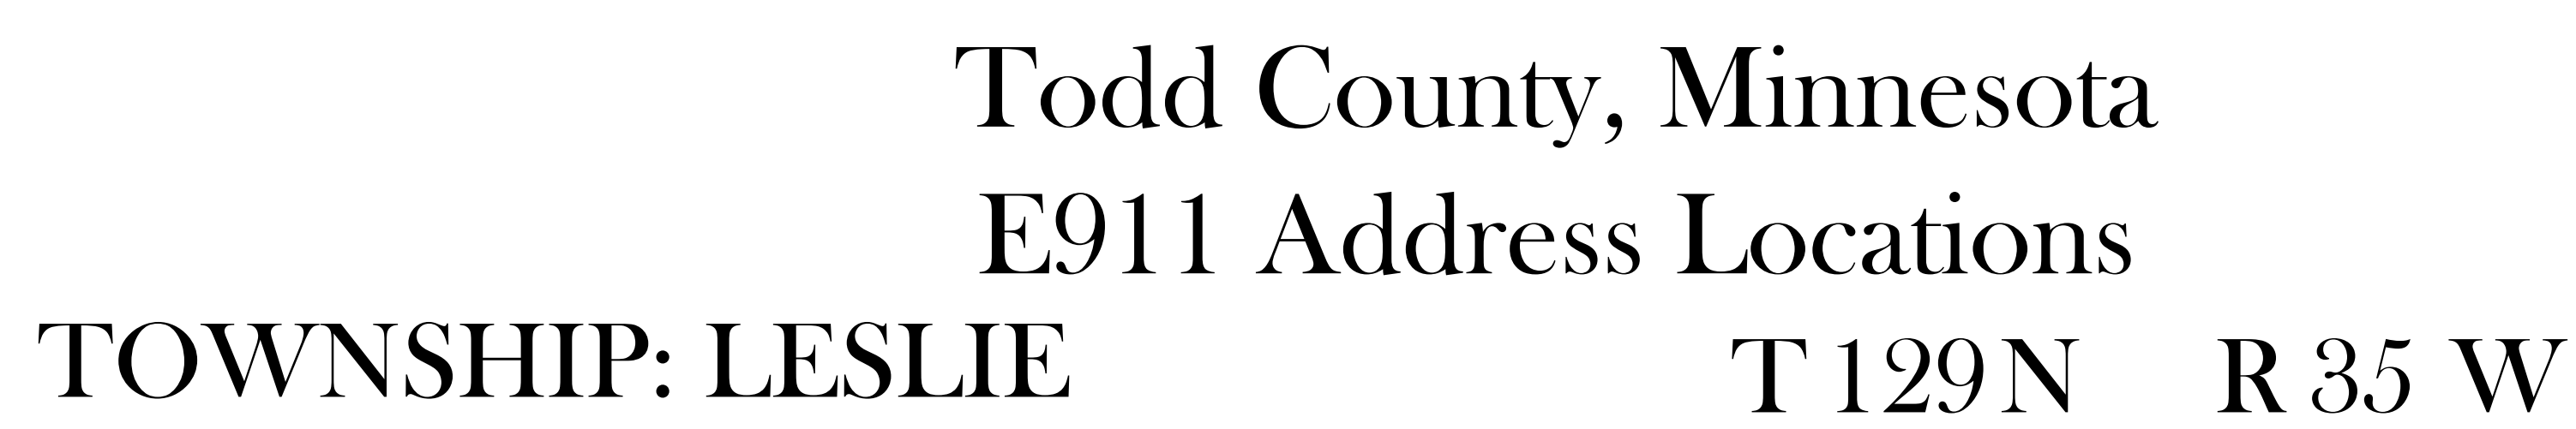 Todd County, Minnesota
E911 Address Locations
TOWNSHIP: LESLIE T 129 N R 35 W